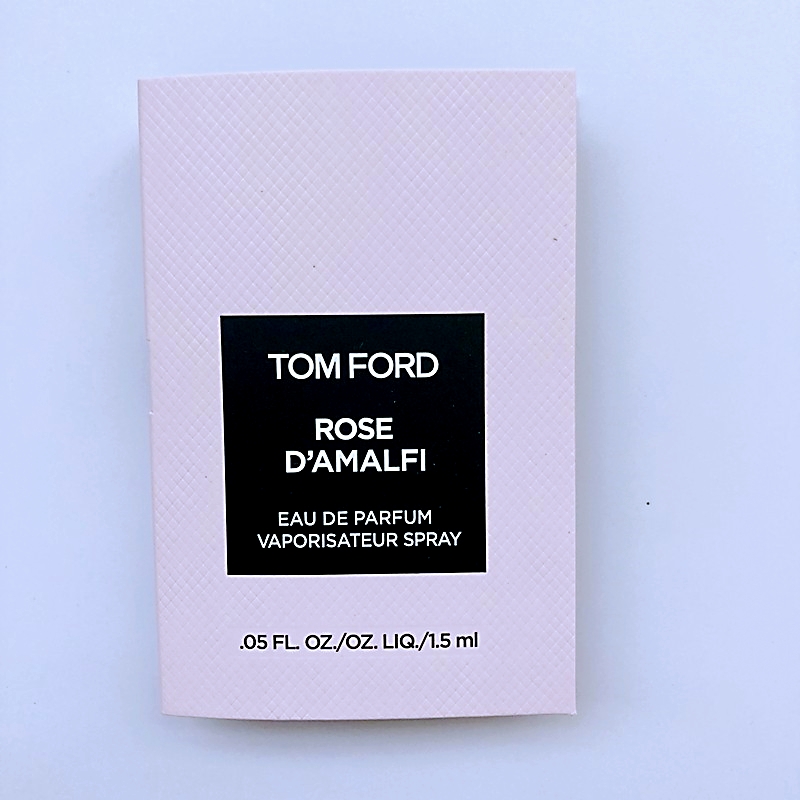 TOM FORD
ROSE
D'AMALFI
EAU DE PARFUM
VAPORISATEUR SPRAY
.05 FL. OZ./OZ. LIQ./1.5 ml